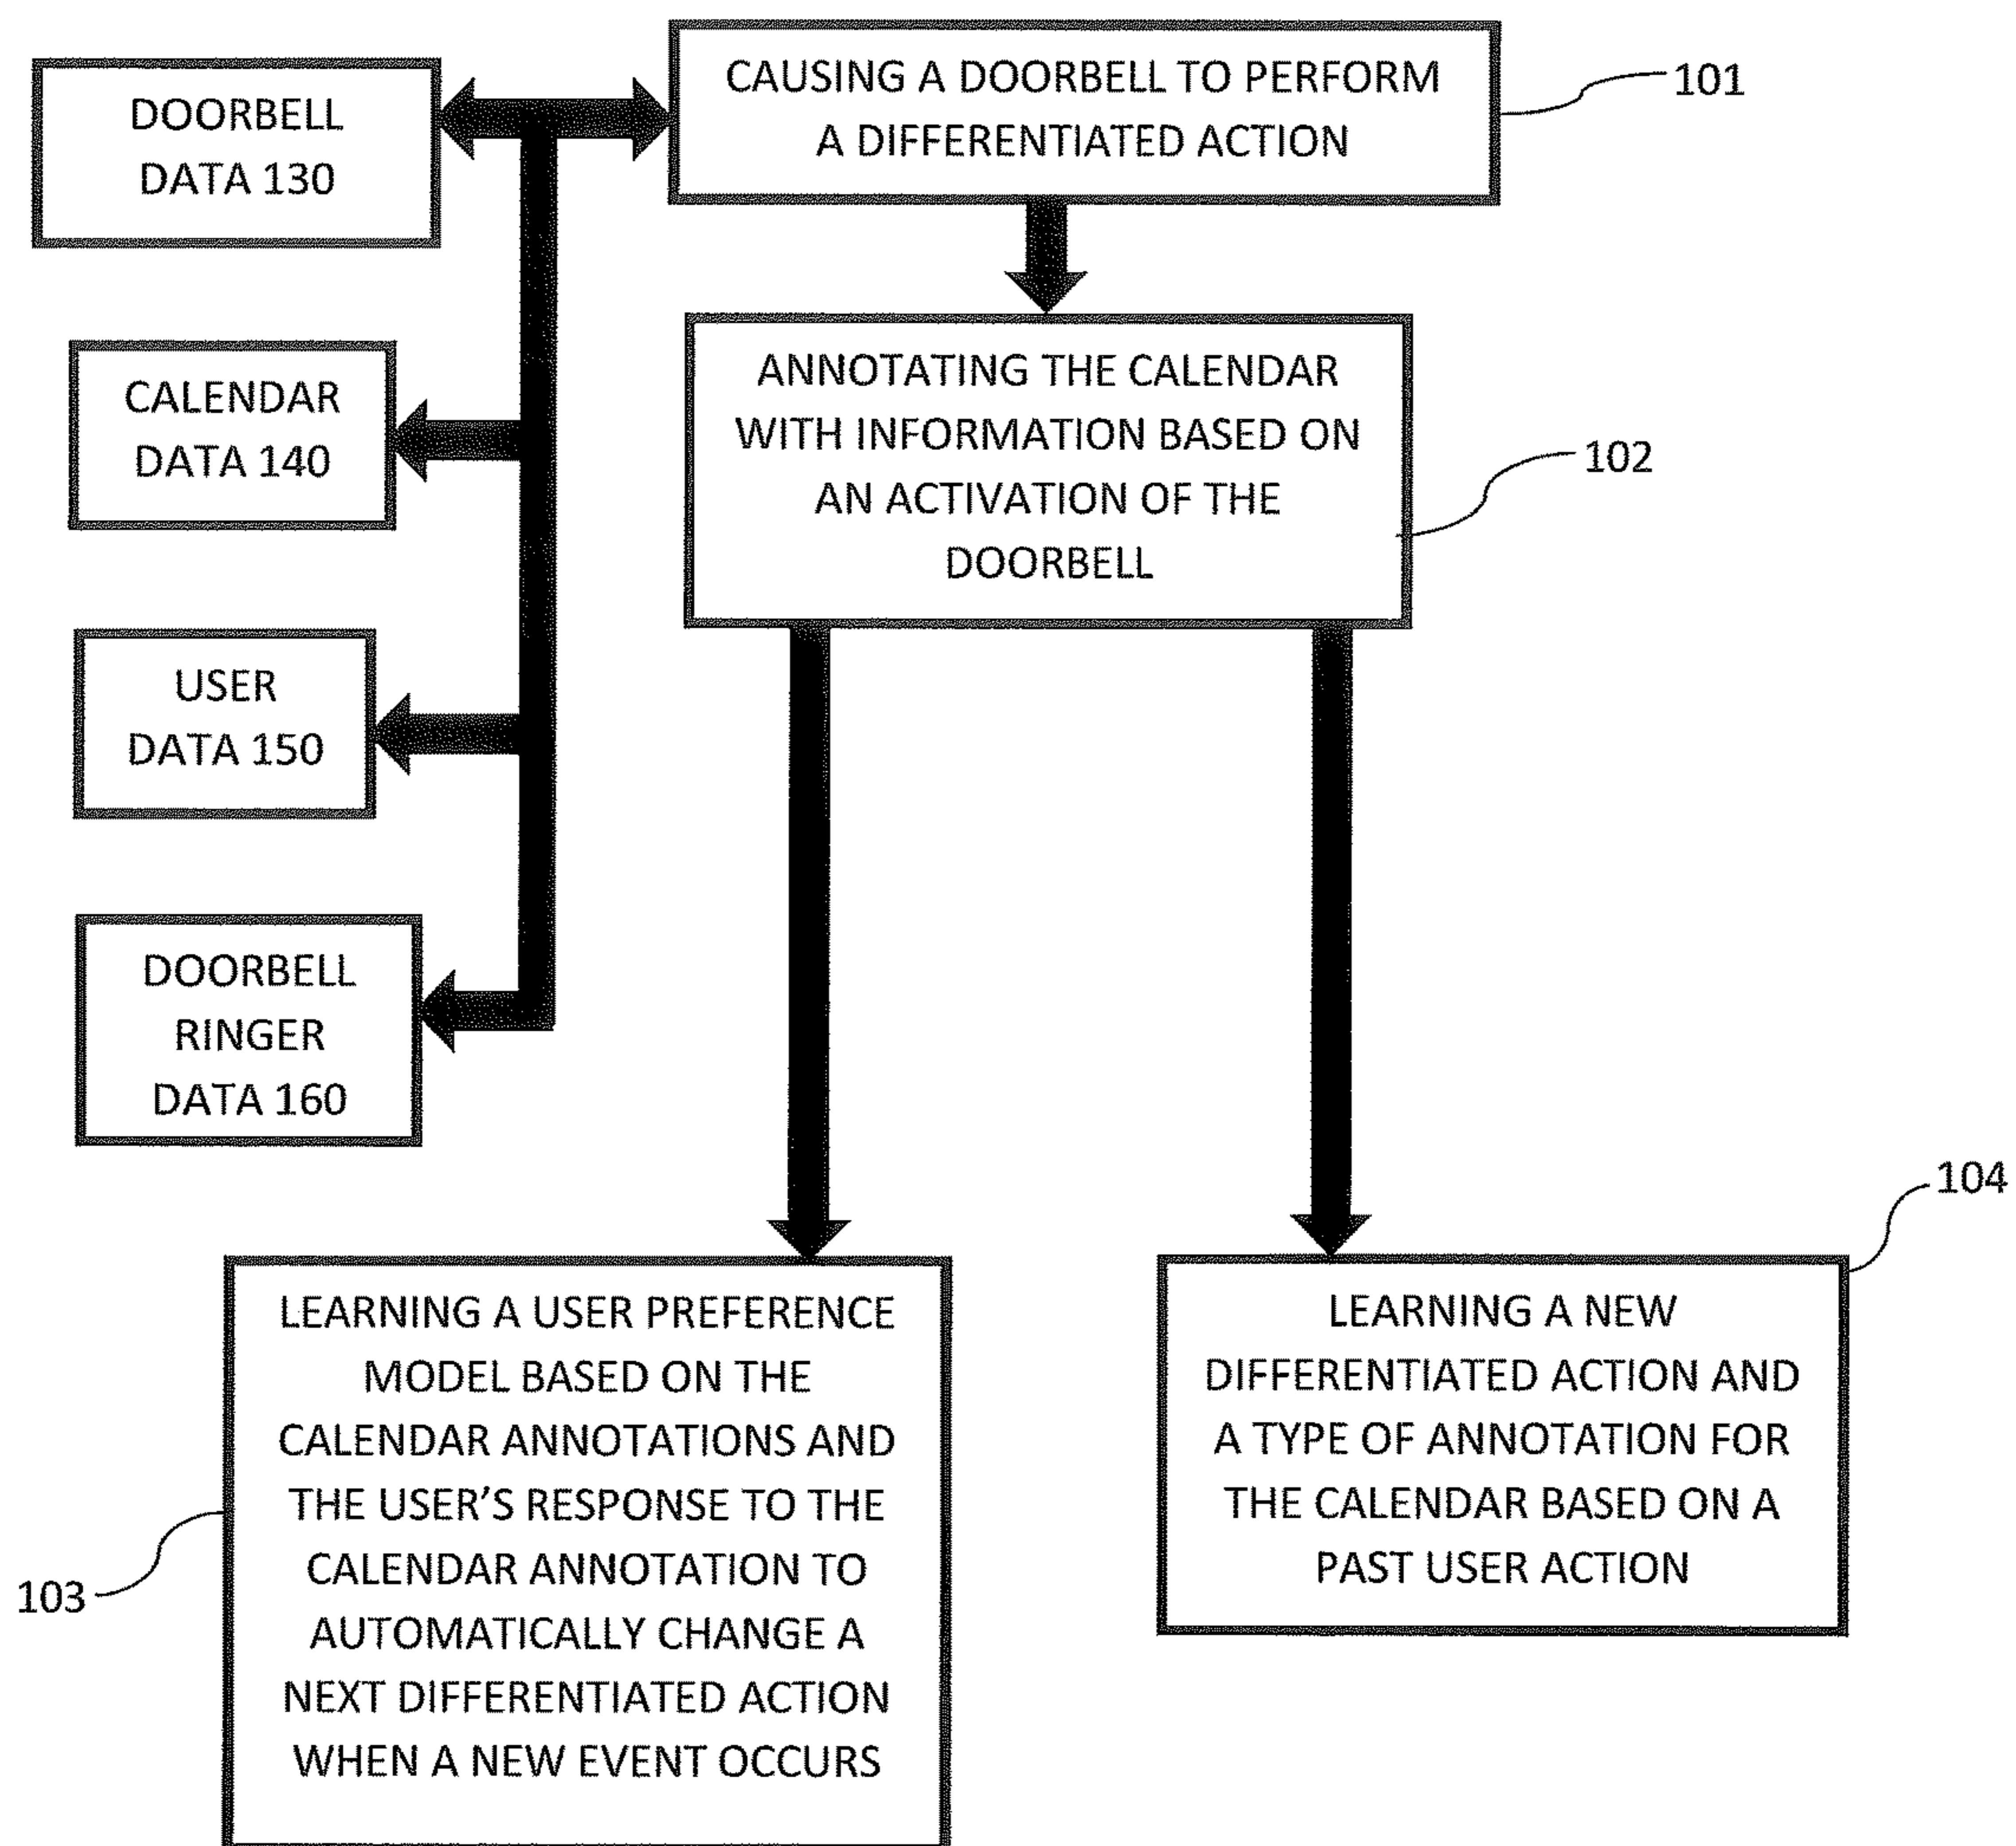 CAUSING A DOORBELL TO PERFORM
A DIFFERENTIATED ACTION
101
DOORBELL
DATA 130
CALENDAR
DATA 140
USER
DATA 150
DOORBELL
RINGER
DATA 160
ANNOTATING THE CALENDAR
WITH INFORMATION BASED ON
AN ACTIVATION OF THE
DOORBELL
102
LEARNING A USER PREFERENCE
MODEL BASED ON THE
CALENDAR ANNOTATIONS AND
THE USER'S RESPONSE TO THE
CALENDAR ANNOTATION TO
AUTOMATICALLY CHANGE A
NEXT DIFFERENTIATED ACTION
WHEN A NEW EVENT OCCURS
103
LEARNING A NEW
DIFFERENTIATED ACTION AND
A TYPE OF ANNOTATION FOR
THE CALENDAR BASED ON A
PAST USER ACTION
104